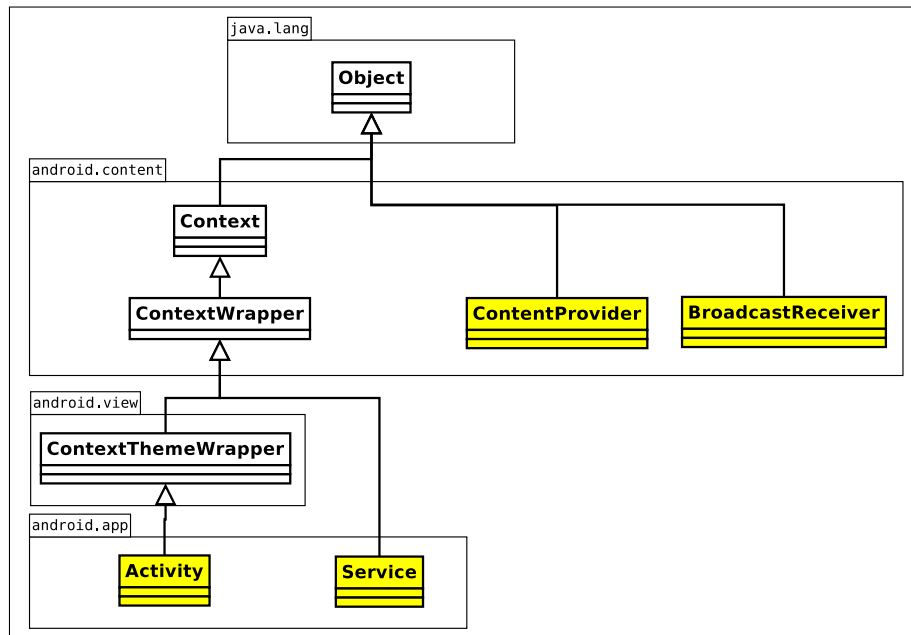 java.lang
Object
android.content
Context
ContextWrapper
ContentProvider
BroadcastReceiver
android.view
ContextThemeWrapper
android.app
Activity
Service